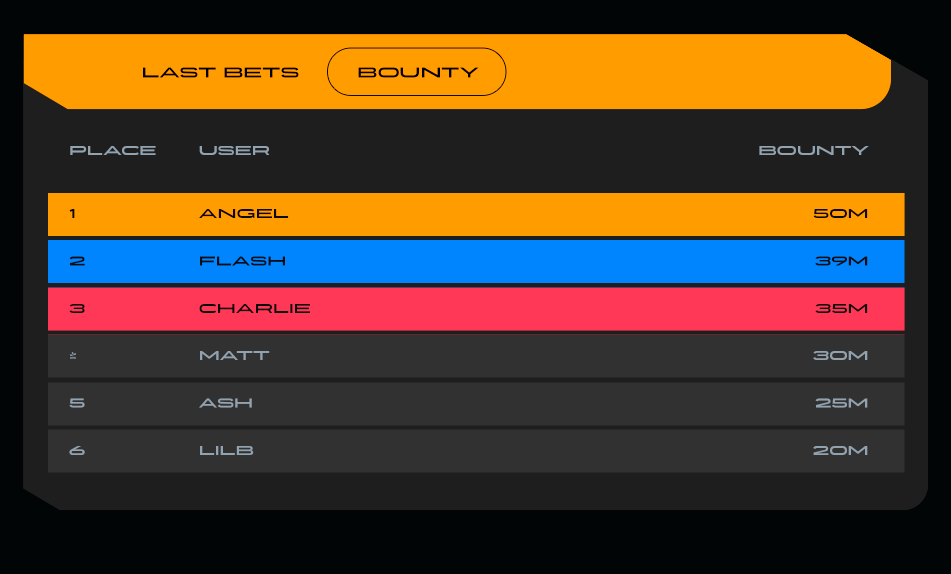 LAST BETS BOUNTY
PLACE USER BOUNTY
1 ANGEL 50M
2 FLASH 39M
3 CHARLIE 35M
MATT 30M
5 ASH 25M
6 LILB 20M